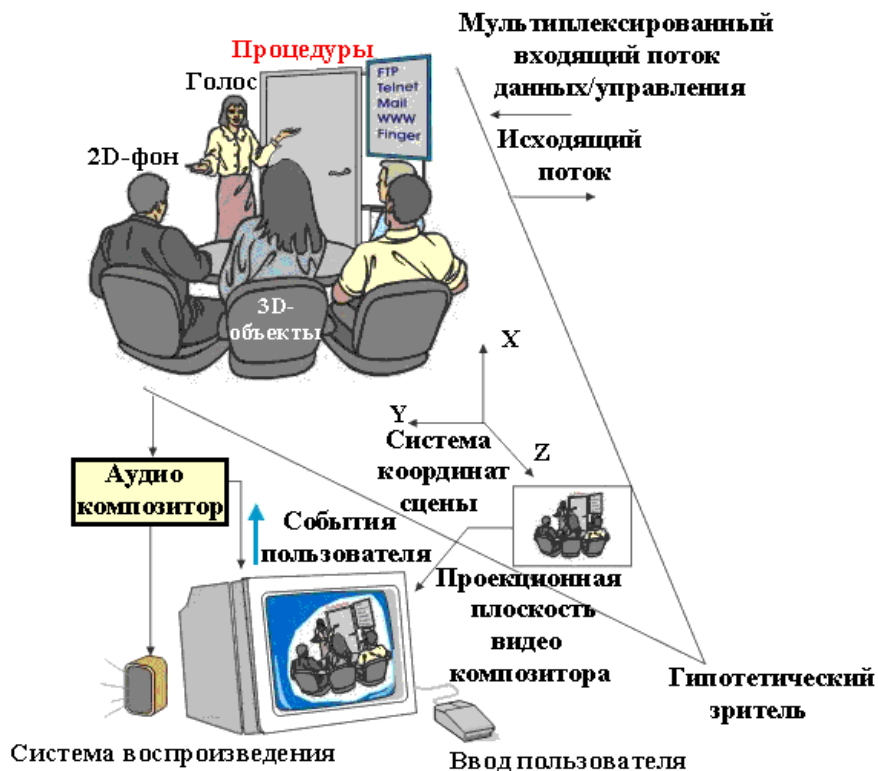 Мультиплексированный
входящий поток
данных/управления
Процедуры
Голос
FTP
Telnet
Mail
WWW
Finger
Исходящий
поток
2D-фон
3D-
объекты
X
Y
Z
Система
координат
сцены
Аудио
композитор
События
пользователя
Проекционная
плоскость
видео
композитора
Гипотетический
зритель
Система воспроизведения
Ввод пользователя